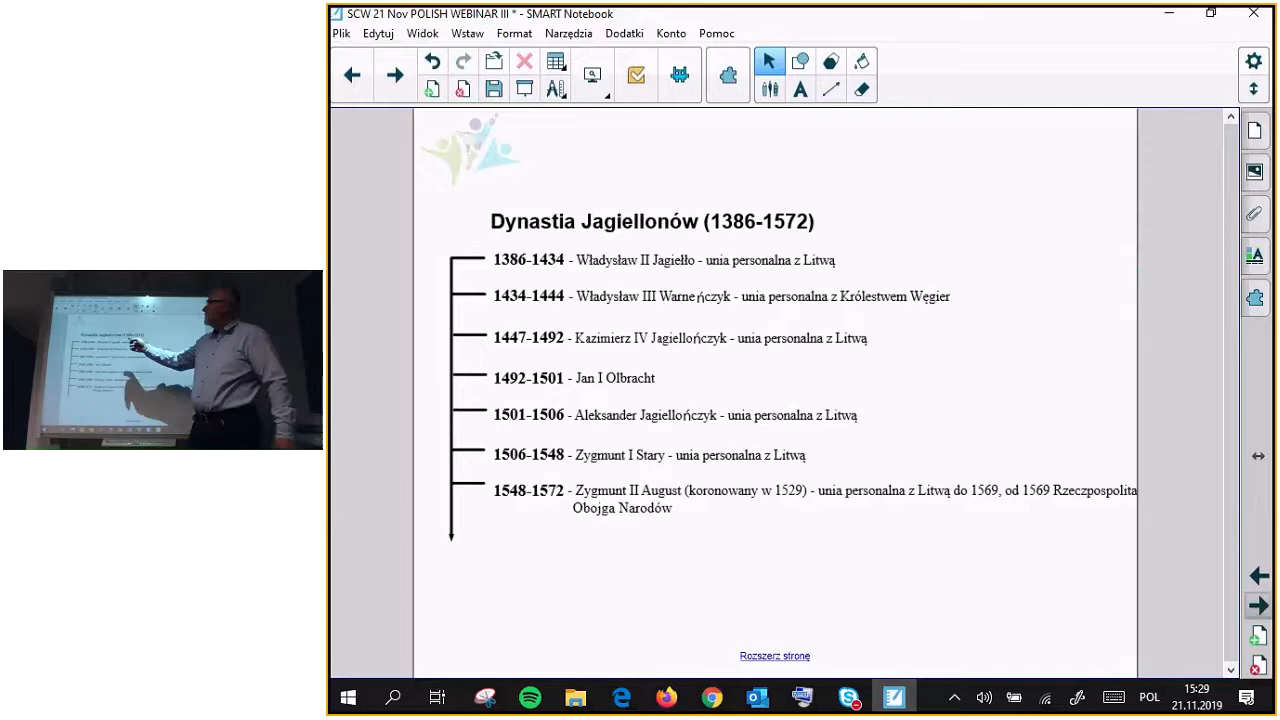 SCW 21 Nov POLISH WEBINAR III * - SMART Notebook
Plik Edytuj Widok Wstaw Format Narzędzia Dodatki Konto Pomoc
Dynastia Jagiellonów (1386-1572)
1386-1434 - Władysław II Jagiełło - unia personalna z Litwą
1434-1444 - Władysław III Warneńczyk - unia personalna z Królestwem Węgier
1447-1492 - Kazimierz IV Jagiellończyk - unia personalna z Litwą
1492-1501 - Jan I Olbracht
1501-1506 - Aleksander Jagiellończyk - unia personalna z Litwą
1506-1548 - Zygmunt I Stary - unia personalna z Litwą
1548-1572 - Zygmunt II August (koronowany w 1529) - unia personalna z Litwą do 1569, od 1569 Rzeczpospolita
Obojga Narodów
Rozszerz stronę
POL
15:29
21.11.2019